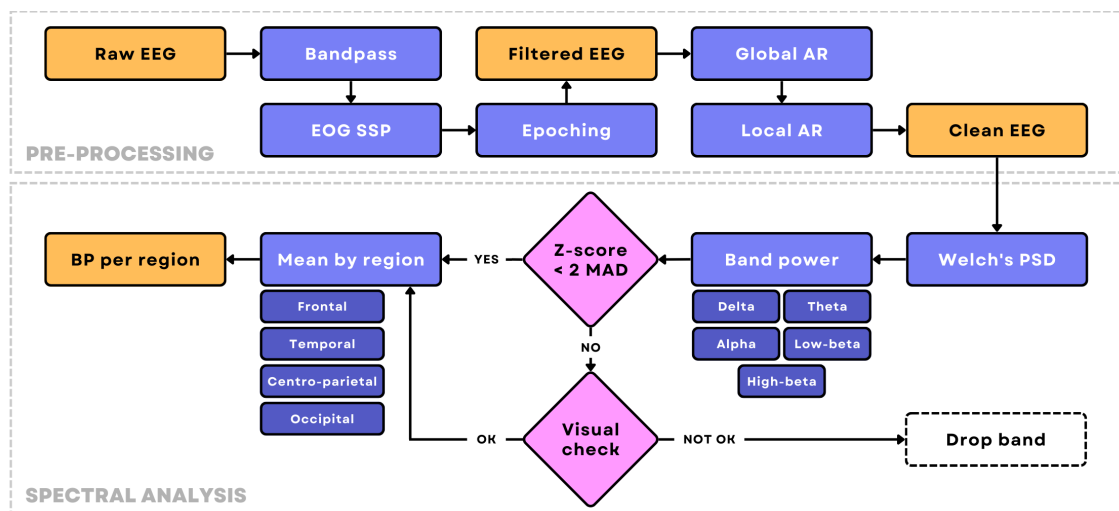 Raw EEG
Bandpass
Filtered EEG
Global AR
EOG SSP
Epoching
Local AR
Clean EEG
PRE-PROCESSING
BP per region
Mean by region
YES
Z-score
< 2 MAD
Band power
Welch's PSD
Frontal
Temporal
Centro-parietal
Occipital
Delta
Theta
Alpha
Low-beta
High-beta
NO
OK
Visual
check
NOT OK
Drop band
SPECTRAL ANALYSIS